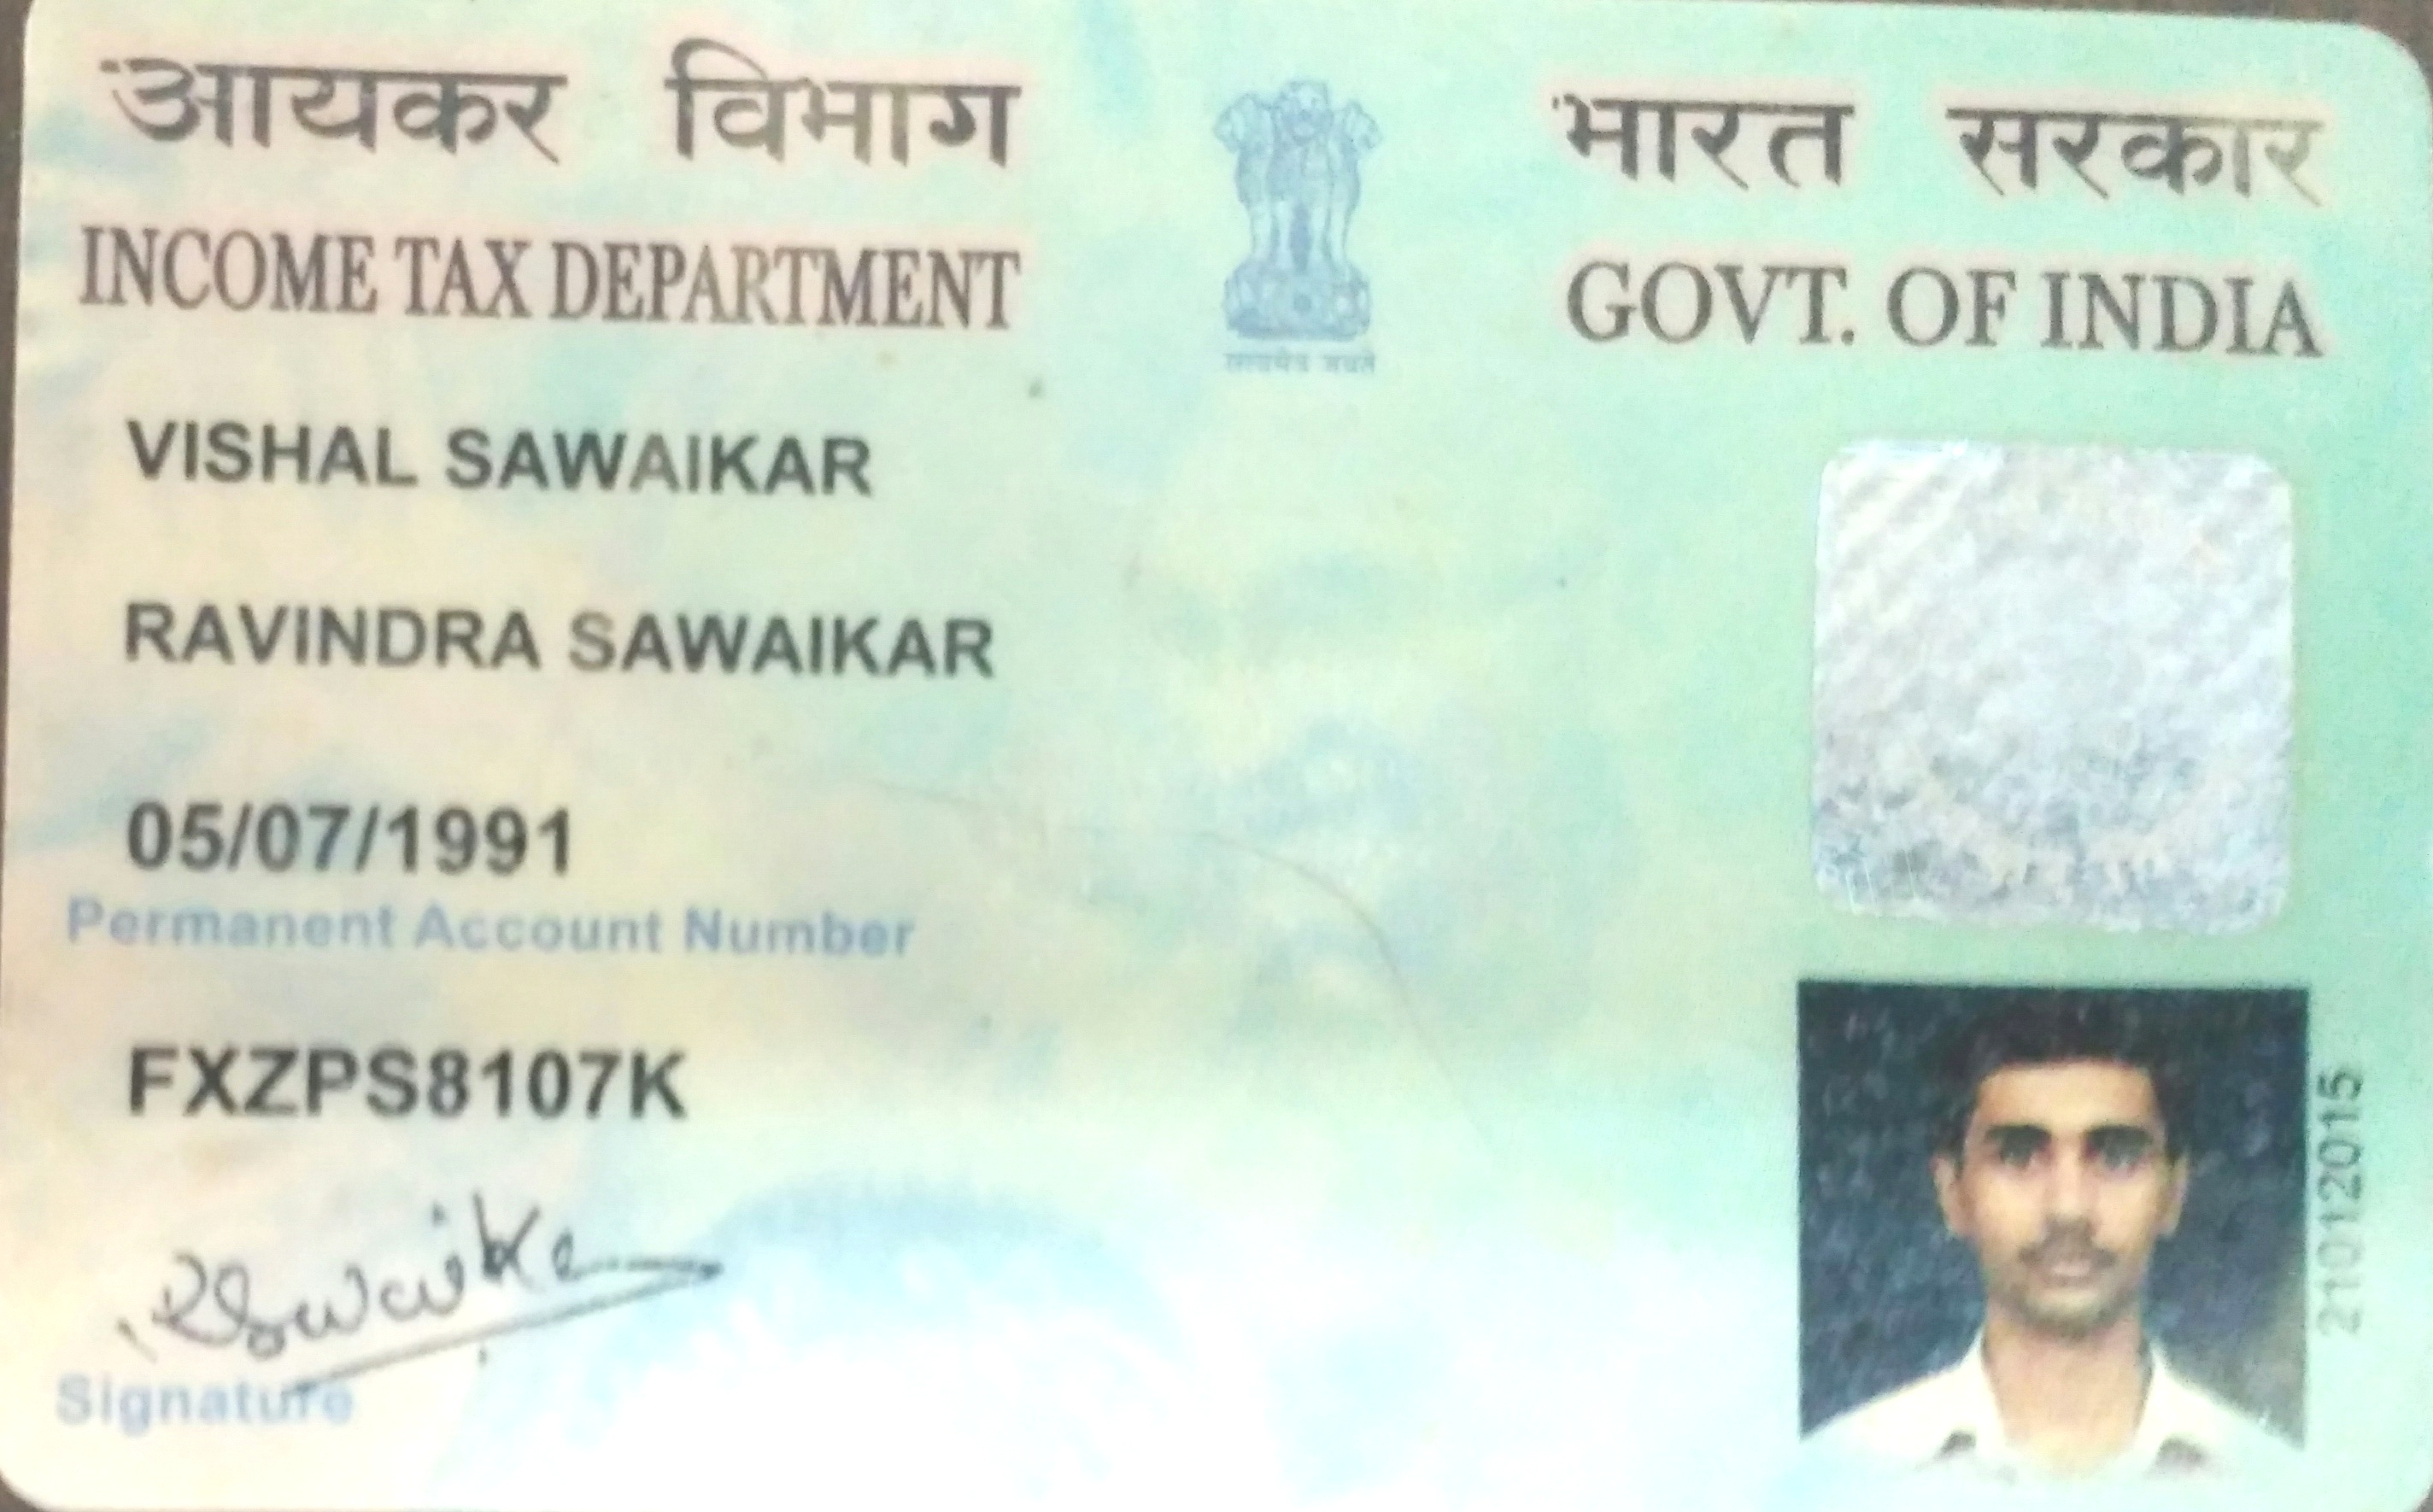 आयकर विभाग
भारत सरकार
INCOME TAX DEPARTMENT
GOVT. OF INDIA
सत्यमेव जयते
VISHAL SAWAIKAR
RAVINDRA SAWAIKAR
05/07/1991
Permanent Account Number
FXZPS8107K
21012015
Signature